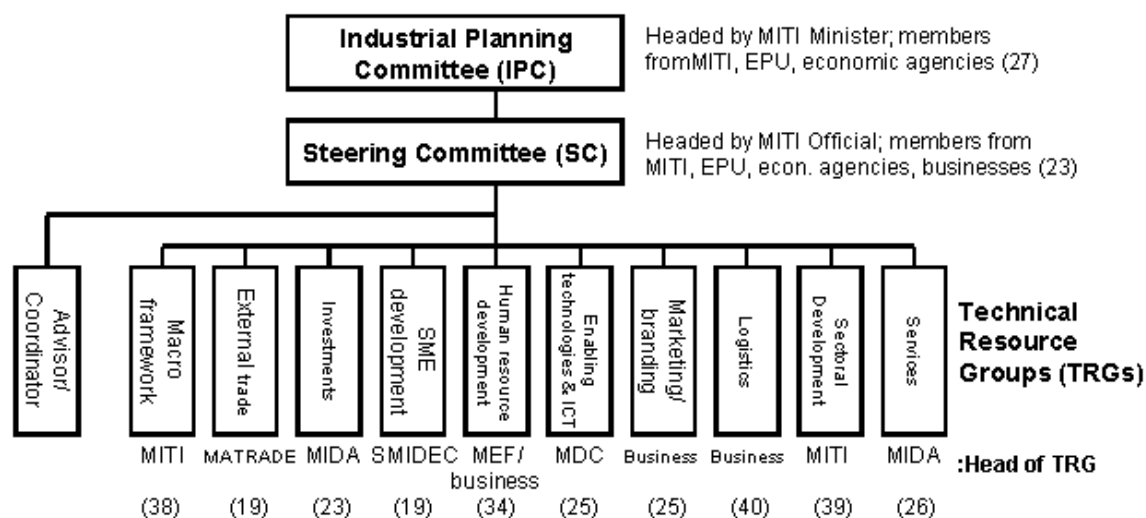 Industrial Planning
Committee (IPC)
Headed by MITI Minister; members
fromMITI, EPU, economic agencies (27)
Steering Committee (SC)
Headed by MITI Official; members from
MITI, EPU, econ. agencies, businesses (23)
Advisor/
Coordinator
Macro
framework
External trade
Investments
SME
development
Human resource
development
Enabling
technologies & ICT
Marketing/
branding
Logistics
Sectoral
Development
Services
Technical
Resource
Groups (TRGs)
MITI MATRADE MIDA SMIDEC MEF/ MDC Business Business MITI MIDA :Head of TRG
business
(38) (19) (23) (19) (34) (25) (25) (40) (39) (26)